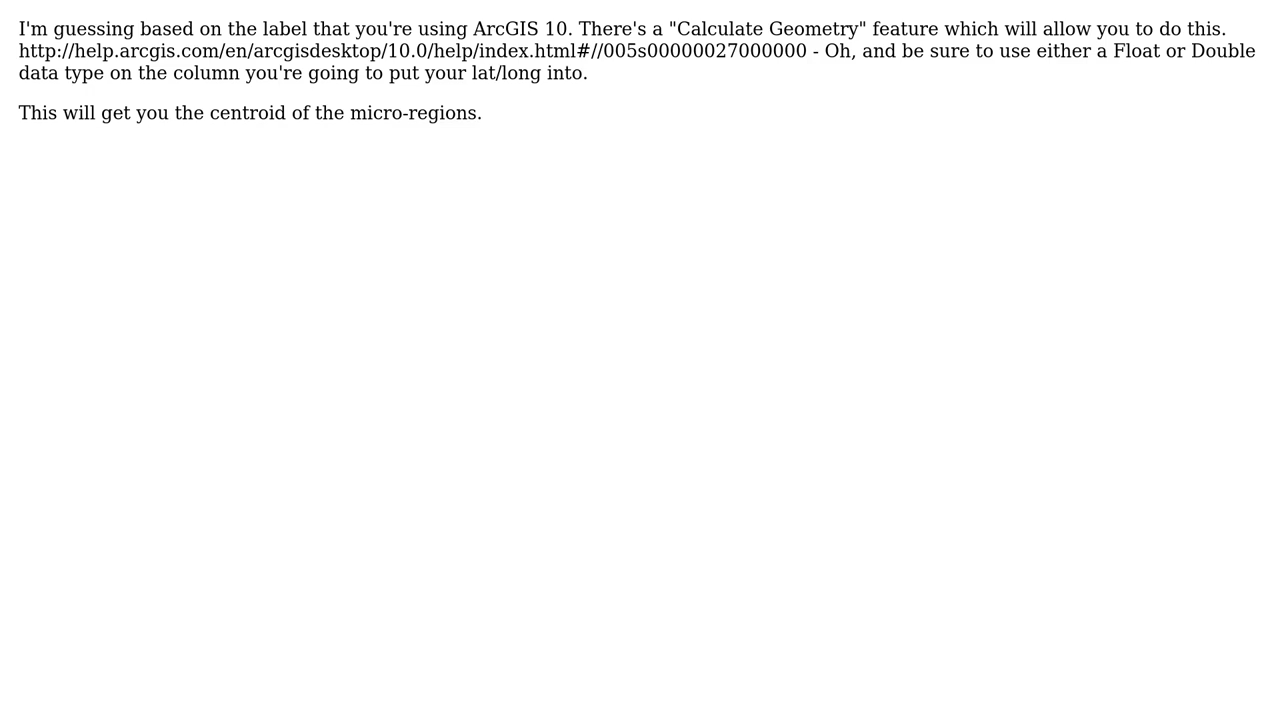 I'm guessing based on the label that you're using ArcGIS 10. There's a "Calculate Geometry" feature which will allow you to do this.
http://help.arcgis.com/en/arcgisdesktop/10.0/help/index.html#//005s00000027000000 - Oh, and be sure to use either a Float or Double
data type on the column you're going to put your lat/long into.
This will get you the centroid of the micro-regions.